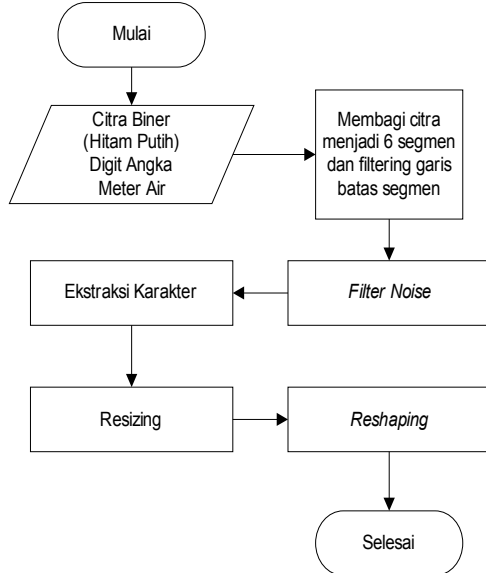 Mulai
Citra Biner
(Hitam Putih)
Digit Angka
Meter Air
Membagi citra
menjadi 6 segmen
dan filtering garis
batas segmen
Filter Noise
Ekstraksi Karakter
Resizing
Reshaping
Selesai